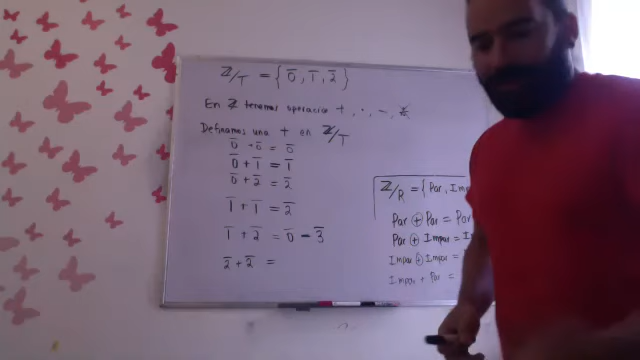 ℤ/T = { 0̅, 1̅, 2̅ }
En ℤ tenemos operación +, ·, -,
Definamos una + en ℤ/T
0̅ + 0̅ = 0̅
0̅ + 1̅ = 1̅
0̅ + 2̅ = 2̅
1̅ + 1̅ = 2̅
1̅ + 2̅ = 0̅ - 3̅
2̅ + 2̅ =
ℤ/R = { Par, Imp
Par ⊕ Par = Par
Par ⊕ Impar = I
Impar ⊕ Impar =
Impar + Par =